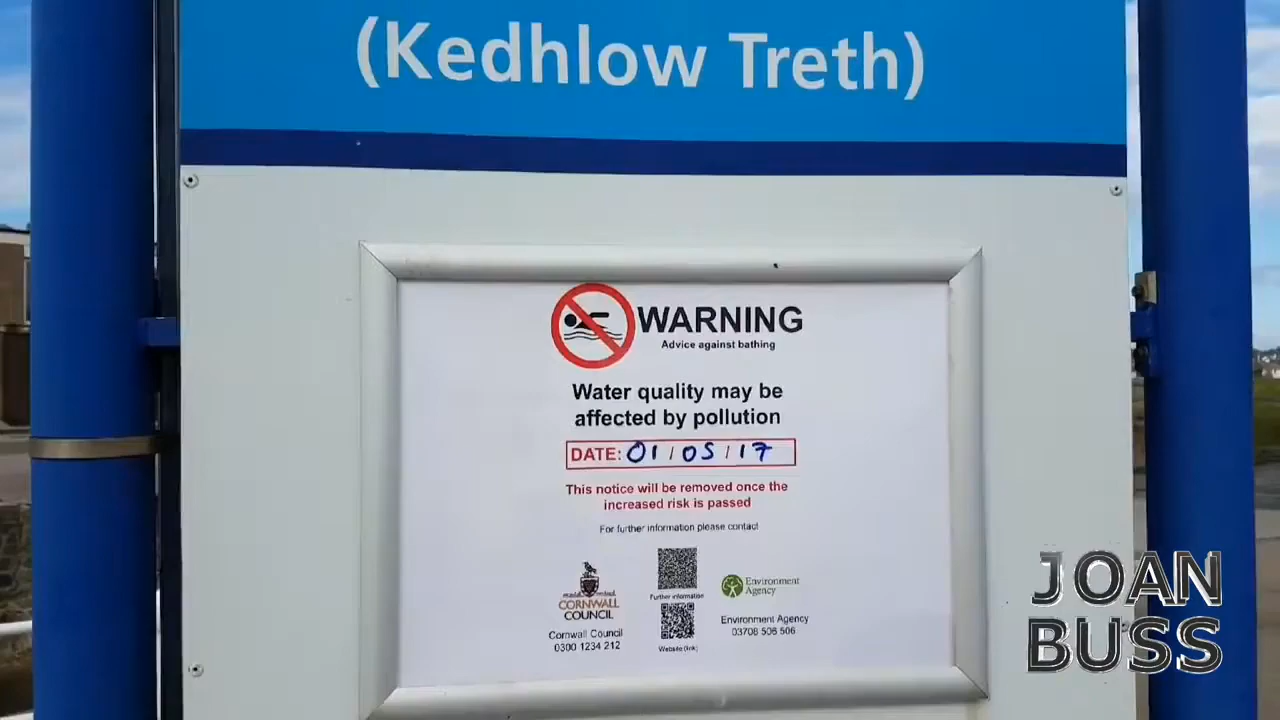 (Kedhlow Treth)
WARNING
Advice against bathing
Water quality may be
affected by pollution
DATE: 01/05/17
This notice will be removed once the
increased risk is passed
For further information please contact
CORNWALL
COUNCIL
Cornwall Council
0300 1234 212
Further information
Website (link)
Environment
Agency
Environment Agency
03708 506 506
JOAN
BUSS